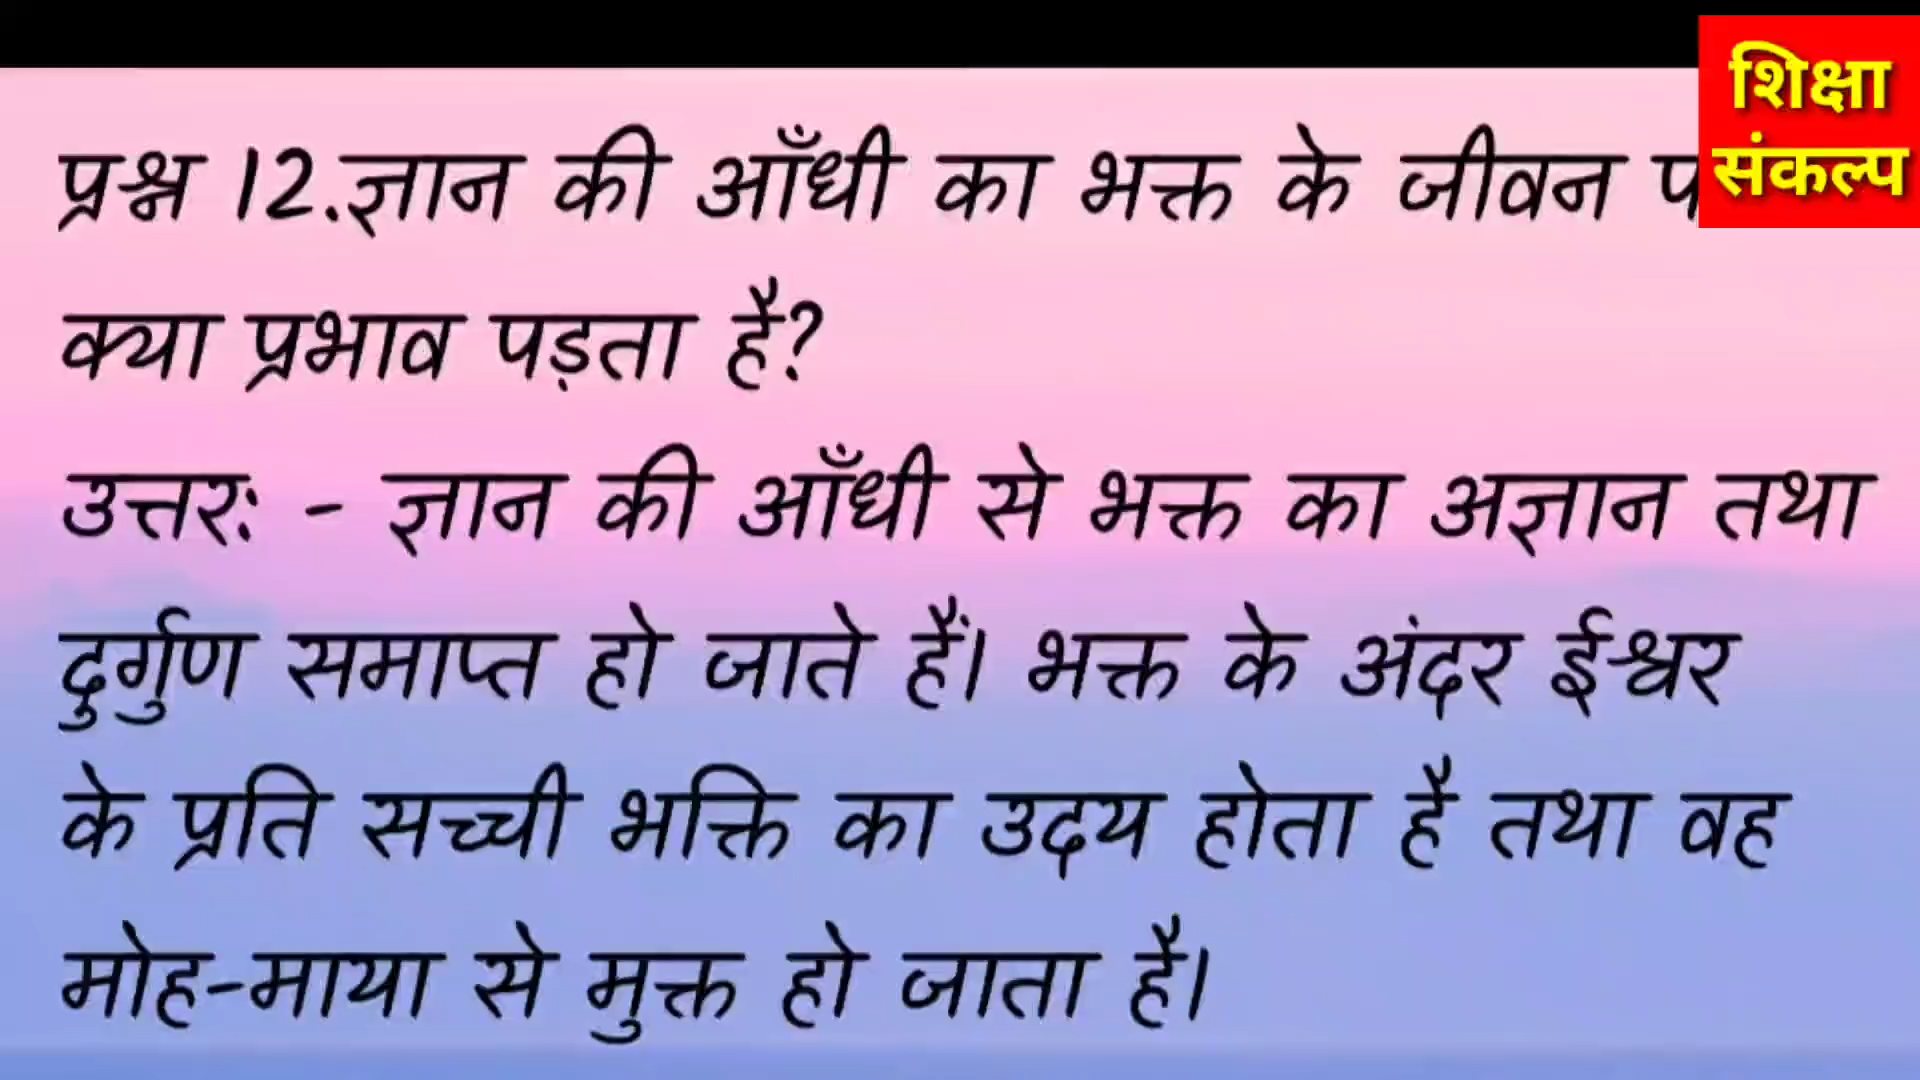 शिक्षा
संकल्प
प्रश्न 12.ज्ञान की आँधी का भक्त के जीवन प
क्या प्रभाव पड़ता है?
उत्तर: - ज्ञान की आँधी से भक्त का अज्ञान तथा
दुर्गुण समाप्त हो जाते हैं। भक्त के अंदर ईश्वर
के प्रति सच्ची भक्ति का उदय होता है तथा वह
मोह-माया से मुक्त हो जाता है।